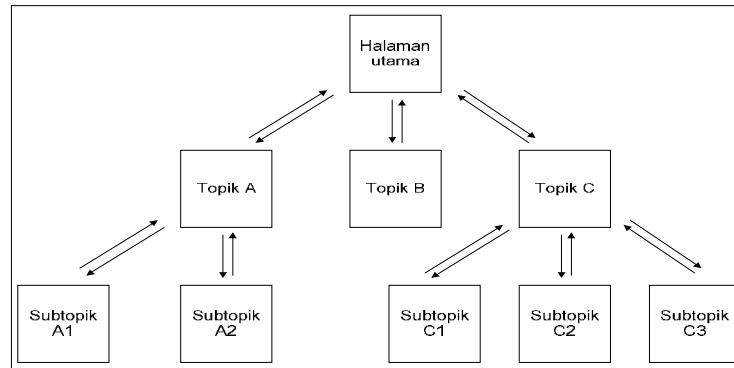 Halaman
utama
Topik A
Topik B
Topik C
Subtopik
A1
Subtopik
A2
Subtopik
C1
Subtopik
C2
Subtopik
C3